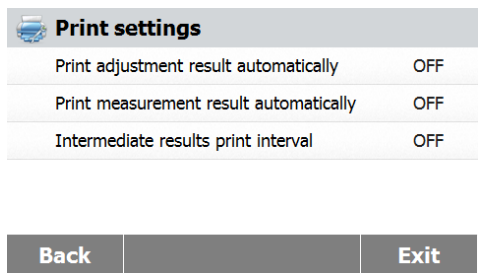 Print settings
Print adjustment result automatically OFF
Print measurement result automatically OFF
Intermediate results print interval OFF
Back Exit